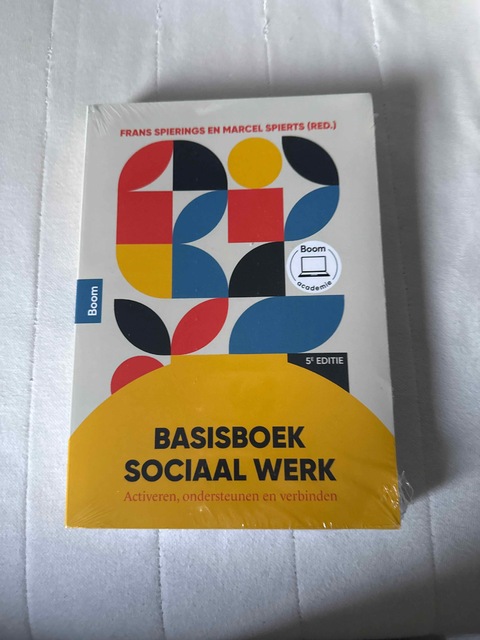 FRANS SPIERINGS EN MARCEL SPIERTS (RED.)
Boom
academie
Boom
5E EDITIE
BASISBOEK
SOCIAAL WERK
Activeren, ondersteunen en verbinden